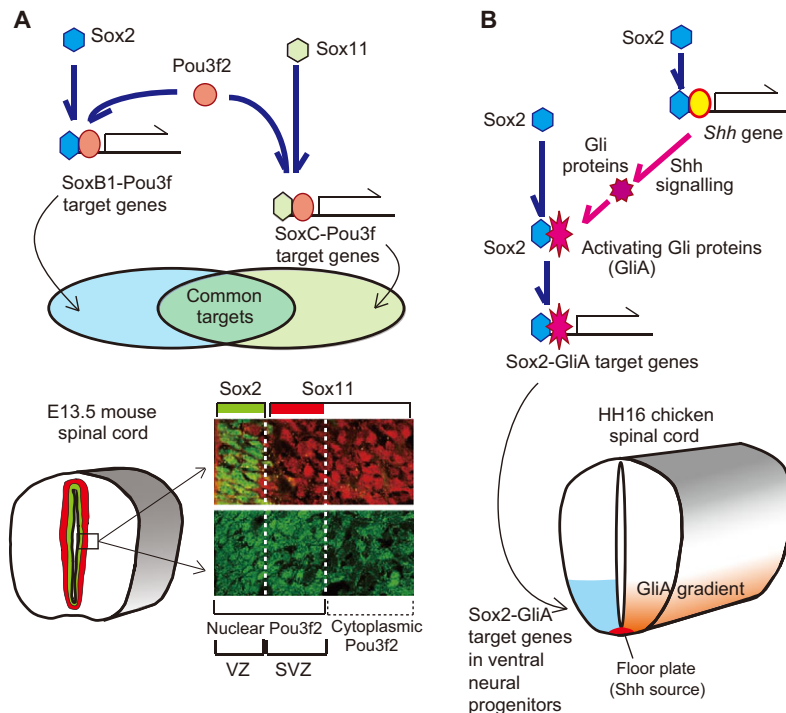 A
Sox2
Pou3f2
Sox11
SoxB1-Pou3f
target genes
SoxC-Pou3f
target genes
Common
targets
E13.5 mouse
spinal cord
Sox2
Sox11
Nuclear Pou3f2
Cytoplasmic
Pou3f2
VZ
SVZ
B
Sox2
Shh gene
Sox2
Gli
proteins
Shh
signalling
Sox2
Activating Gli proteins
(GliA)
Sox2-GliA target genes
HH16 chicken
spinal cord
GliA gradient
Sox2-GliA
target genes
in ventral
neural
progenitors
Floor plate
(Shh source)